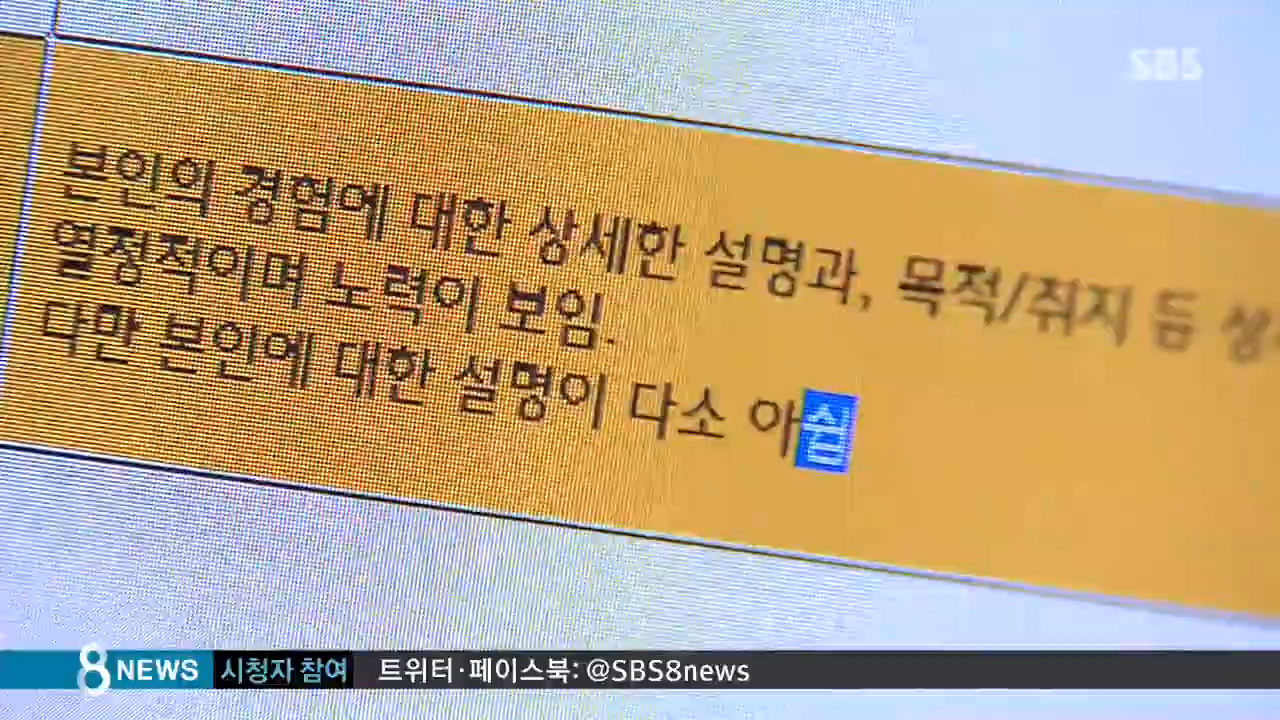 SBS
본인의 경험에 대한 상세한 설명과, 목적/취지 등
열정적이며 노력이 보임.
다만 본인에 대한 설명이 다소 아쉽
8 NEWS 시청자 참여 트위터·페이스북: @SBS8news